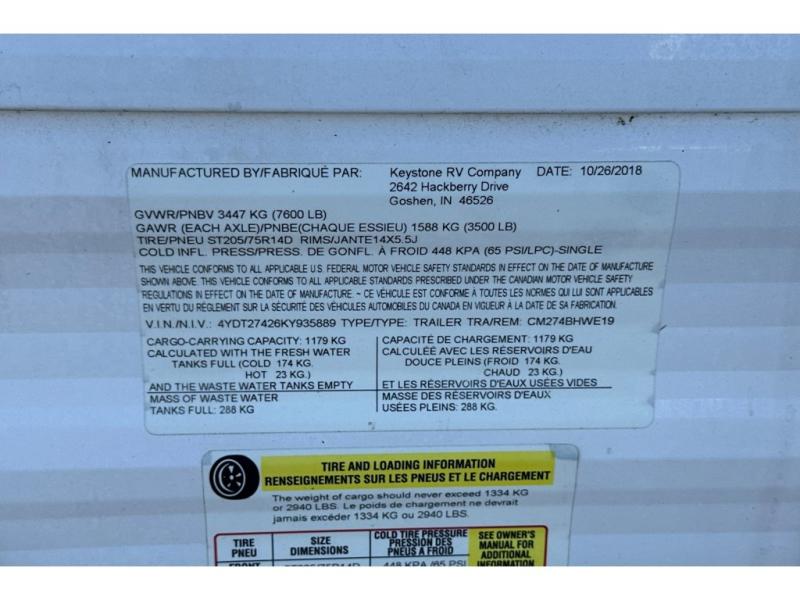 MANUFACTURED BY/FABRIQUÉ PAR: Keystone RV Company DATE: 10/26/2018
2642 Hackberry Drive
Goshen, IN 46526
GVWR/PNBV 3447 KG (7600 LB)
GAWR (EACH AXLE)/PNBE(CHAQUE ESSIEU) 1588 KG (3500 LB)
TIRE/PNEU ST205/75R14D RIMS/JANTE14X5.5J
COLD INFL. PRESS/PRESS. DE GONFL. À FROID 448 KPA (65 PSI/LPC)-SINGLE
THIS VEHICLE CONFORMS TO ALL APPLICABLE U.S. FEDERAL MOTOR VEHICLE SAFETY STANDARDS IN EFFECT ON THE DATE OF MANUFACTURE
SHOWN ABOVE. THIS VEHICLE CONFORMS TO ALL APPLICABLE STANDARDS PRESCRIBED UNDER THE CANADIAN MOTOR VEHICLE SAFETY
REGULATIONS IN EFFECT ON THE DATE OF MANUFACTURE. ~ CE VÉHICULE EST CONFORME À TOUTES LES NORMES QUI LUI SONT APPLICABLES
EN VERTU DU RÈGLEMENT SUR LA SÉCURITÉ DES VÉHICULES AUTOMOBILES DU CANADA EN VIGUEUR À LA DATE DE SA FABRICATION.
V.I.N./N.I.V.: 4YDT27426KY935889 TYPE/TYPE: TRAILER TRA/REM: CM274BHWE19
CARGO-CARRYING CAPACITY: 1179 KG
CALCULATED WITH THE FRESH WATER
TANKS FULL (COLD 174 KG.
HOT 23 KG.)
AND THE WASTE WATER TANKS EMPTY
MASS OF WASTE WATER
TANKS FULL: 288 KG
CAPACITÉ DE CHARGEMENT: 1179 KG
CALCULÉE AVEC LES RÉSERVOIRS D'EAU
DOUCE PLEINS (FROID 174 KG.
CHAUD 23 KG.)
ET LES RÉSERVOIRS D'EAUX USÉES VIDES
MASSE DES RÉSERVOIRS D'EAUX
USÉES PLEINS: 288 KG.
TIRE AND LOADING INFORMATION
RENSEIGNEMENTS SUR LES PNEUS ET LE CHARGEMENT
The weight of cargo should never exceed 1334 KG
or 2940 LBS. Le poids de chargement ne devrait
jamais excéder 1334 KG ou 2940 LBS.
TIRE
PNEU
SIZE
DIMENSIONS
COLD TIRE PRESSURE
PRESSION DES
PNEUS A FROID
SEE OWNER'S
MANUAL FOR
ADDITIONAL
INFORMATION
FRONT ST205/75R14D 448 KPA /65 PSI